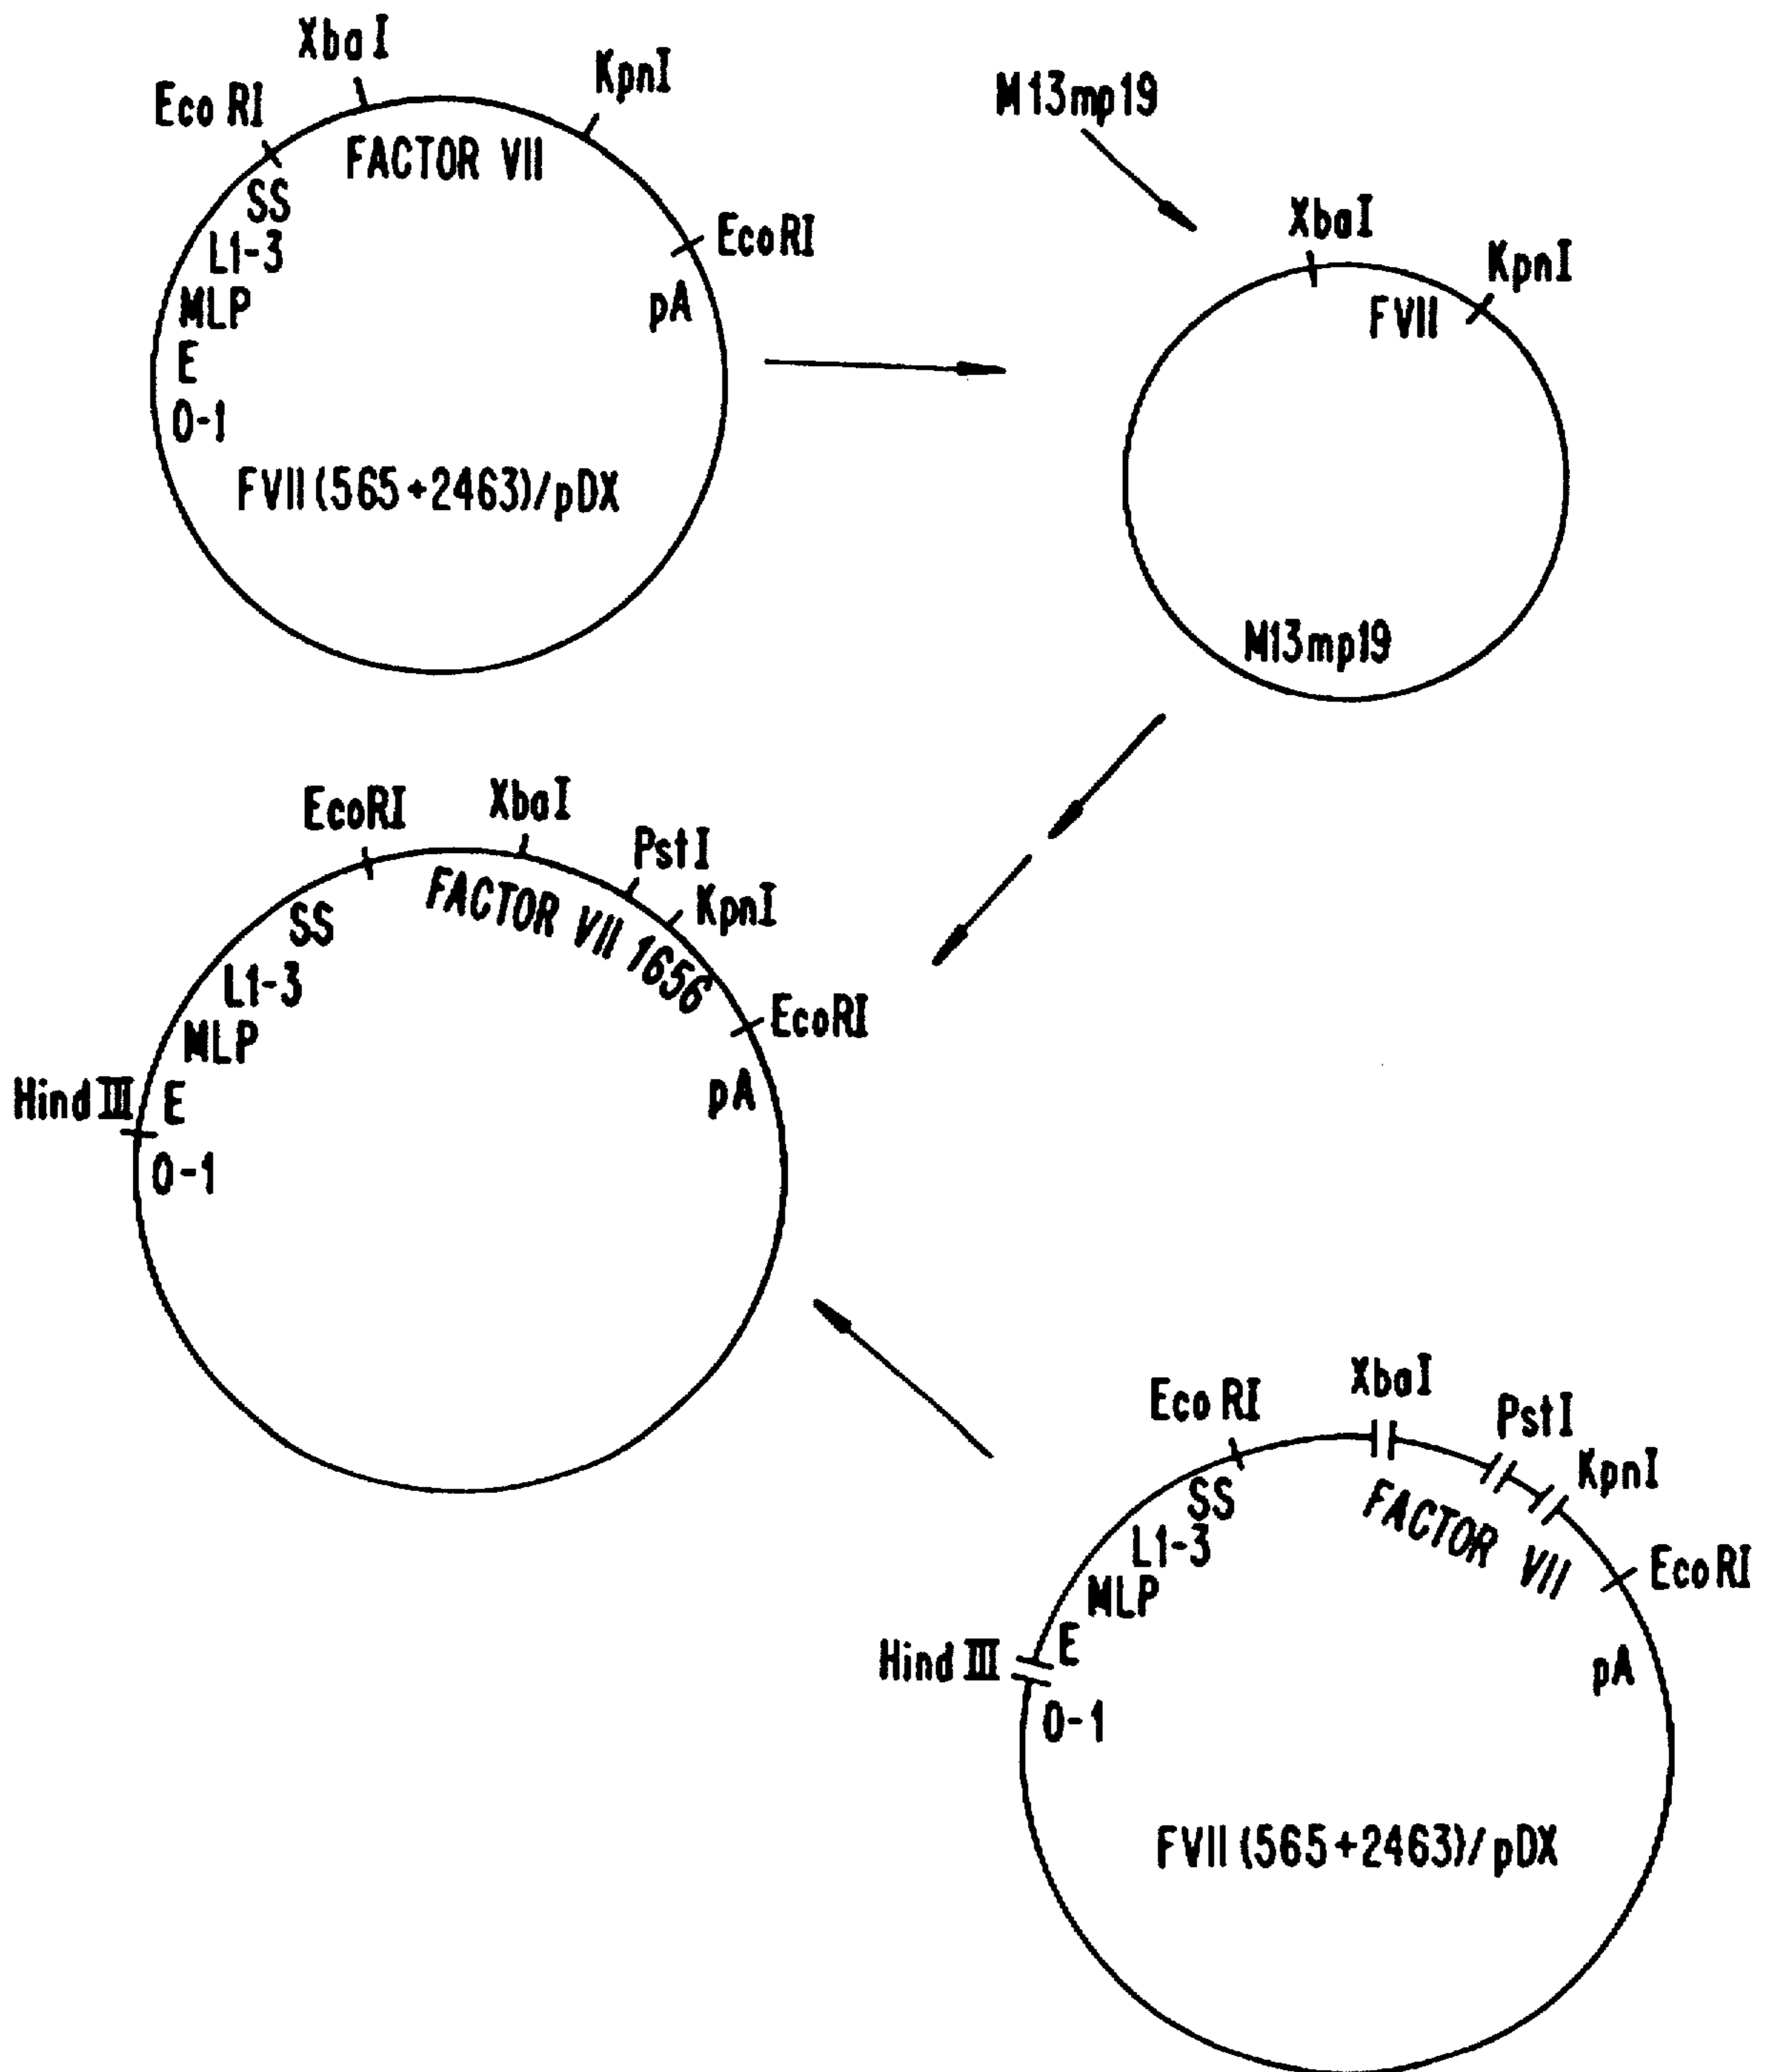 XbaI
KpnI
Eco RI
FACTOR VII
SS
L1-3
MLP
E
0-1
EcoRI
pA
FVII(565+2463)/pDX
M13mp19
XbaI
KpnI
FVII
M13mp19
EcoRI
XbaI
PstI
KpnI
FACTOR VII 1656
SS
L1-3
MLP
Hind III
E
0-1
EcoRI
pA
Eco RI
XbaI
PstI
KpnI
FACTOR VII
SS
L1-3
MLP
Hind III
E
0-1
Eco RI
pA
FVII (565+2463)/pDX